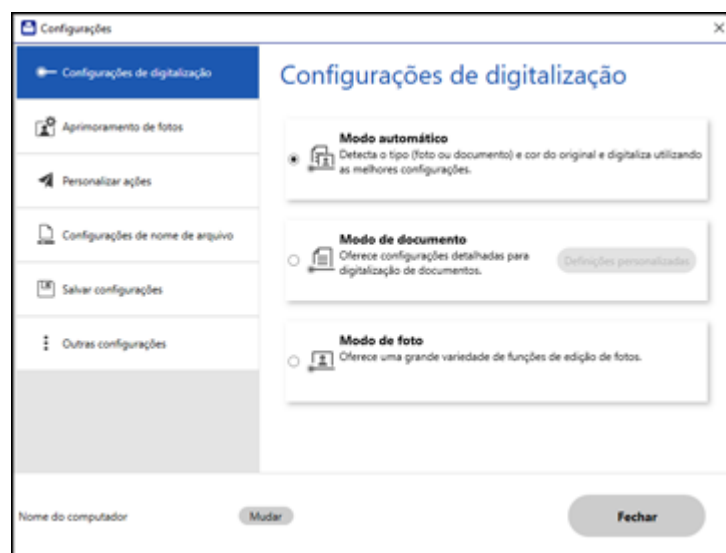 Configurações
Configurações de digitalização
Aprimoramento de fotos
Personalizar ações
Configurações de nome de arquivo
Salvar configurações
Outras configurações
Configurações de digitalização
Modo automático
Detecta o tipo (foto ou documento) e cor do original e digitaliza utilizando
as melhores configurações.
Modo de documento
Oferece configurações detalhadas para
digitalização de documentos.
Definições personalizadas
Modo de foto
Oferece uma grande variedade de funções de edição de fotos.
Nome do computador
Mudar
Fechar